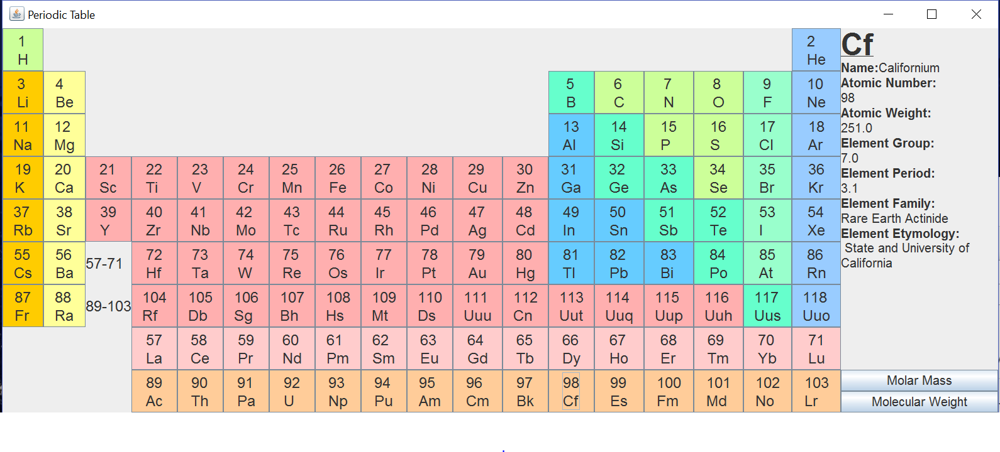 Periodic Table
1 2
H He
3 4 5 6 7 8 9 10
Li Be B C N O F Ne
11 12 13 14 15 16 17 18
Na Mg Al Si P S Cl Ar
19 20 21 22 23 24 25 26 27 28 29 30 31 32 33 34 35 36
K Ca Sc Ti V Cr Mn Fe Co Ni Cu Zn Ga Ge As Se Br Kr
37 38 39 40 41 42 43 44 45 46 47 48 49 50 51 52 53 54
Rb Sr Y Zr Nb Mo Tc Ru Rh Pd Ag Cd In Sn Sb Te I Xe
55 56 72 73 74 75 76 77 78 79 80 81 82 83 84 85 86
57-71
Cs Ba Hf Ta W Re Os Ir Pt Au Hg Tl Pb Bi Po At Rn
87 88 104 105 106 107 108 109 110 111 112 113 114 115 116 117 118
89-103
Fr Ra Rf Db Sg Bh Hs Mt Ds Uuu Cn Uut Uuq Uup Uuh Uus Uuo
57 58 59 60 61 62 63 64 65 66 67 68 69 70 71
La Ce Pr Nd Pm Sm Eu Gd Tb Dy Ho Er Tm Yb Lu
89 90 91 92 93 94 95 96 97 98 99 100 101 102 103
Ac Th Pa U Np Pu Am Cm Bk Cf Es Fm Md No Lr
Cf
Name:Californium
Atomic Number:
98
Atomic Weight:
251.0
Element Group:
7.0
Element Period:
3.1
Element Family:
Rare Earth Actinide
Element Etymology:
State and University of
California
Molar Mass
Molecular Weight